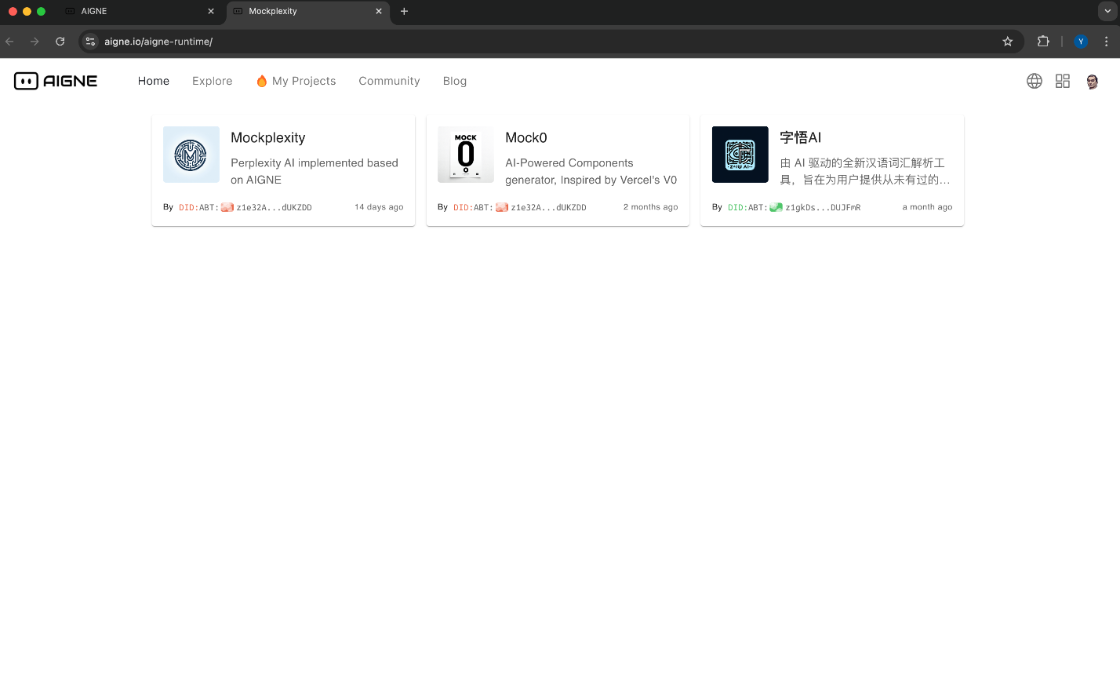 AIGNE
Mockplexity
aigne.io/aigne-runtime/
Y
AIGNE
Home
Explore
My Projects
Community
Blog
Mockplexity
Perplexity AI implemented based
on AIGNE
By DID:ABT: z1e32A...dUKZDD
14 days ago
MOCK
0
Mock0
AI-Powered Components
generator, Inspired by Vercel's V0
By DID:ABT: z1e32A...dUKZDD
2 months ago
字悟AI
由 AI 驱动的全新汉语词汇解析工
具，旨在为用户提供从未有过的...
By DID:ABT: z1gkDs...DUJFmR
a month ago